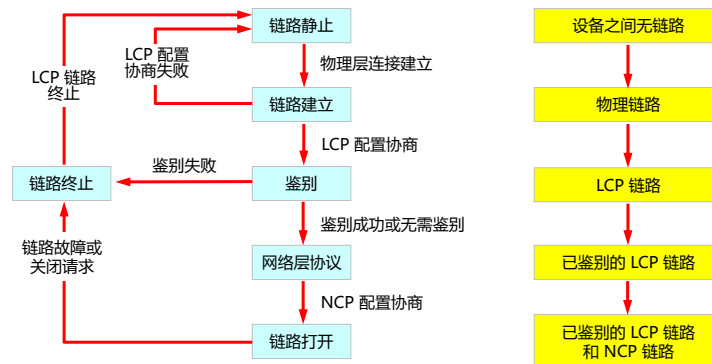 链路静止
设备之间无链路
LCP 配置
协商失败
物理层连接建立
LCP 链路
终止
链路建立
物理链路
LCP 配置协商
鉴别失败
链路终止
鉴别
LCP 链路
鉴别成功或无需鉴别
链路故障或
关闭请求
网络层协议
已鉴别的 LCP 链路
NCP 配置协商
链路打开
已鉴别的 LCP 链路
和 NCP 链路